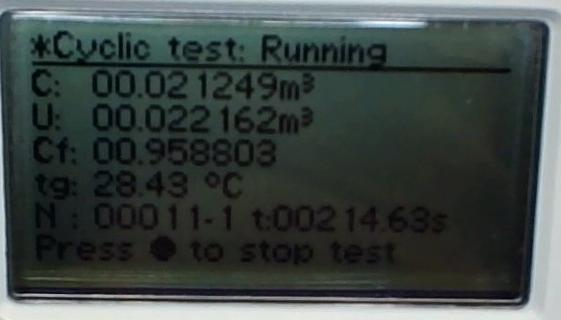 *Cyclic test: Running
C: 00.021249m³
U: 00.022162m³
Cf: 00.958803
tg: 28.43 °C
N : 00011-1 t:00214.63s
Press ● to stop test